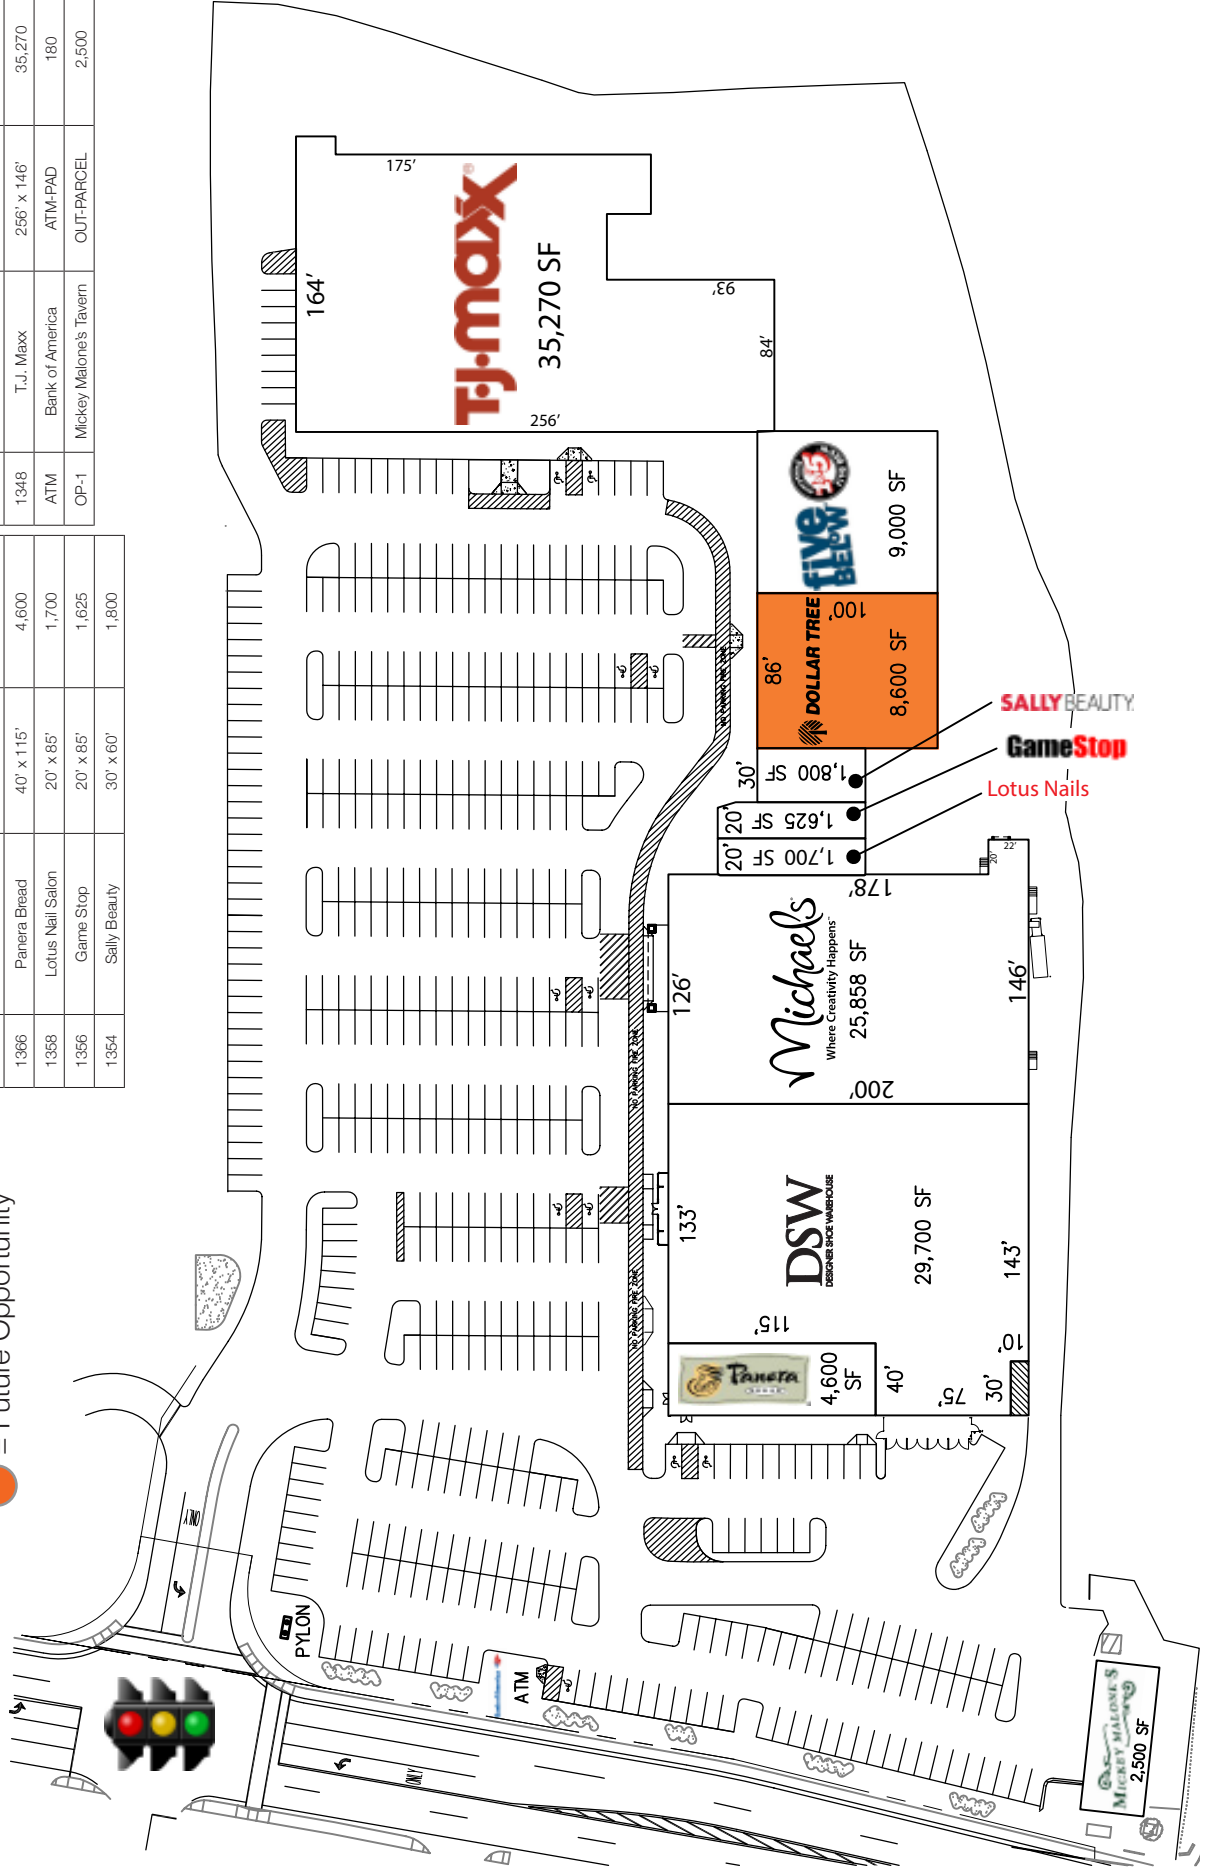 1366 Panera Bread 40' x 115' 4,600
1358 Lotus Nail Salon 20' x 85' 1,700
1356 Game Stop 20' x 85' 1,625
1354 Sally Beauty 30' x 60' 1,800
1348 T.J. Maxx 256' x 146' 35,270
ATM Bank of America ATM-PAD 180
OP-1 Mickey Malone's Tavern OUT-PARCEL 2,500
= Future Opportunity
175'
164'
T.J.maxx®
35,270 SF
93'
84'
256'
five BELOW
9,000 SF
100'
86'
DOLLAR TREE
8,600 SF
30'
1,800 SF
20'
1,625 SF
20'
1,700 SF
SALLY BEAUTY
GameStop
Lotus Nails
178'
20'
22'
126'
Michaels
Where Creativity Happens
25,858 SF
146'
200'
133'
DSW
DESIGNER SHOE WAREHOUSE
29,700 SF
143'
115'
10'
Panera
4,600
SF
40'
75'
30'
NO PARKING FIRE ZONE
NO PARKING FIRE ZONE
NO PARKING FIRE ZONE
ONLY
PYLON
ATM
ONLY
MICKEY MALONE'S
2,500 SF